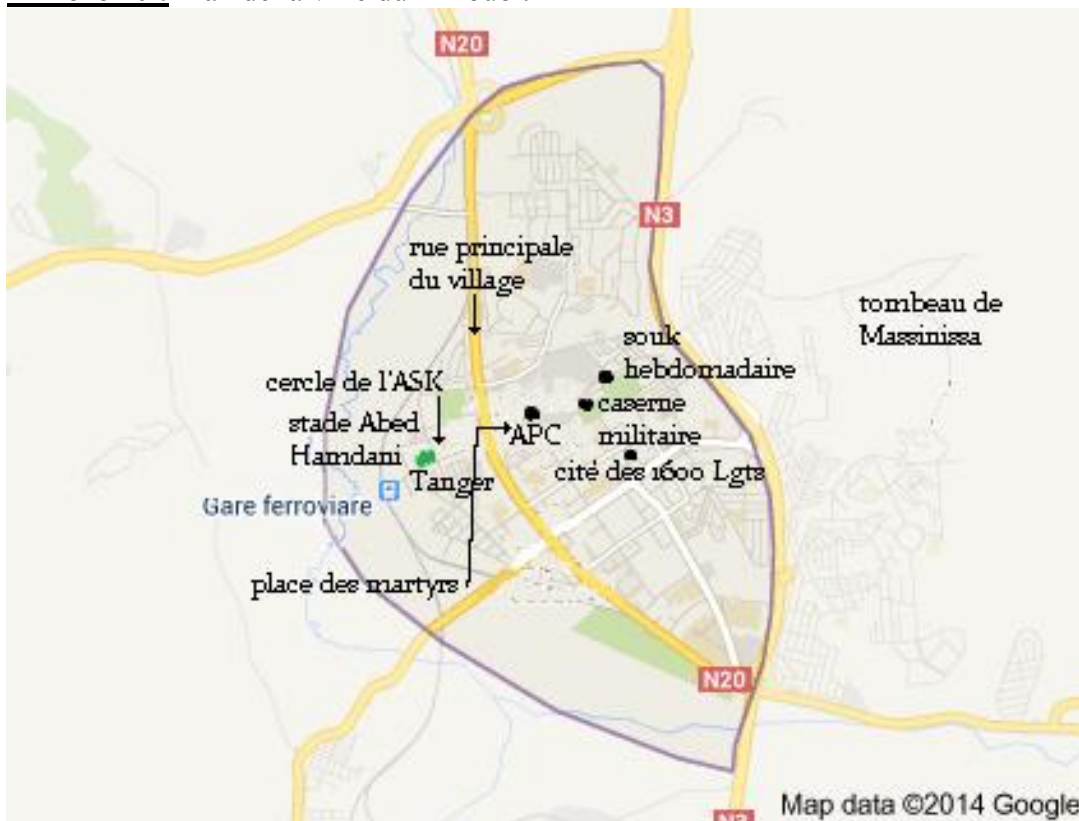 N20
N3
rue principale
du village
tombeau de
Massinissa
souk
hebdomadaire
cercle de l'ASK
caserne
militaire
stade Abed
Hamdani
APC
cité des 1600 Lgts
Tanger
Gare ferroviare
place des martyrs
N20
Map data ©2014 Google